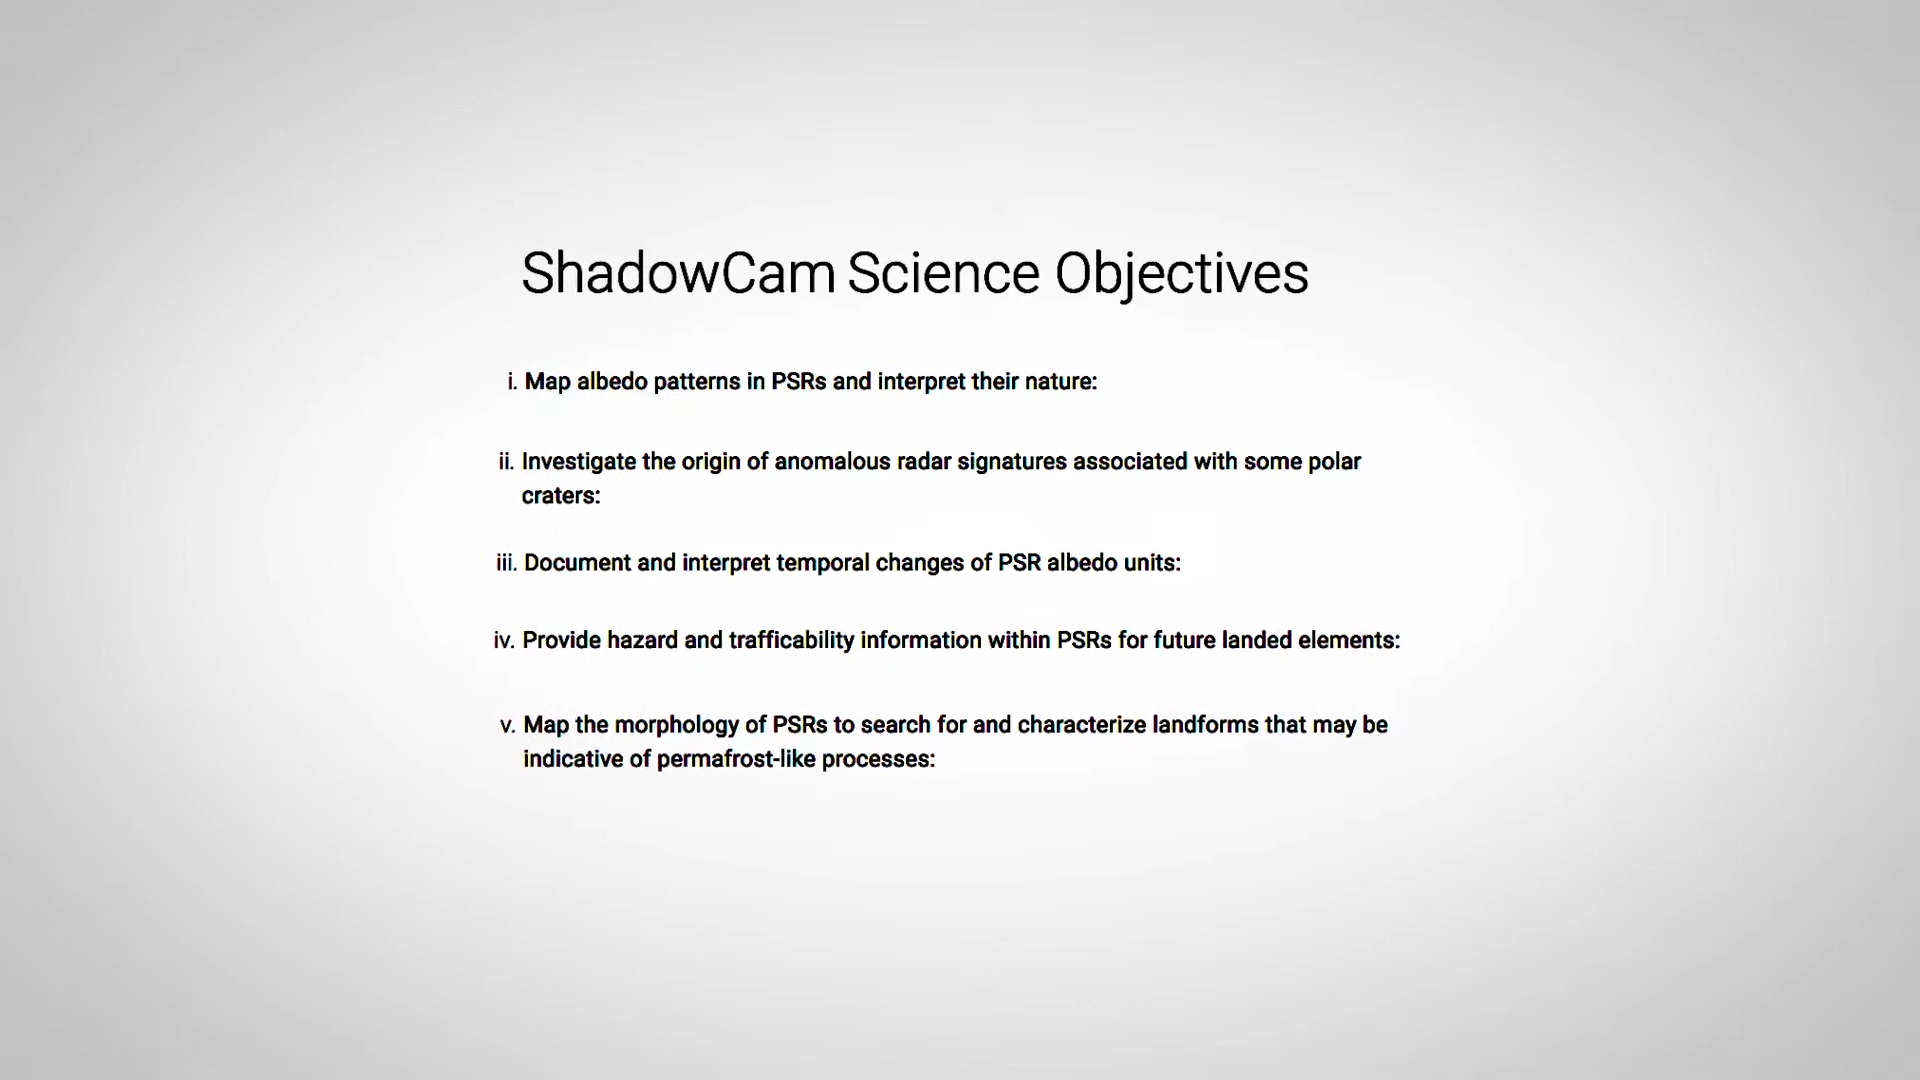 ShadowCam Science Objectives
i. Map albedo patterns in PSRs and interpret their nature:
ii. Investigate the origin of anomalous radar signatures associated with some polar
craters:
iii. Document and interpret temporal changes of PSR albedo units:
iv. Provide hazard and trafficability information within PSRs for future landed elements:
v. Map the morphology of PSRs to search for and characterize landforms that may be
indicative of permafrost-like processes: